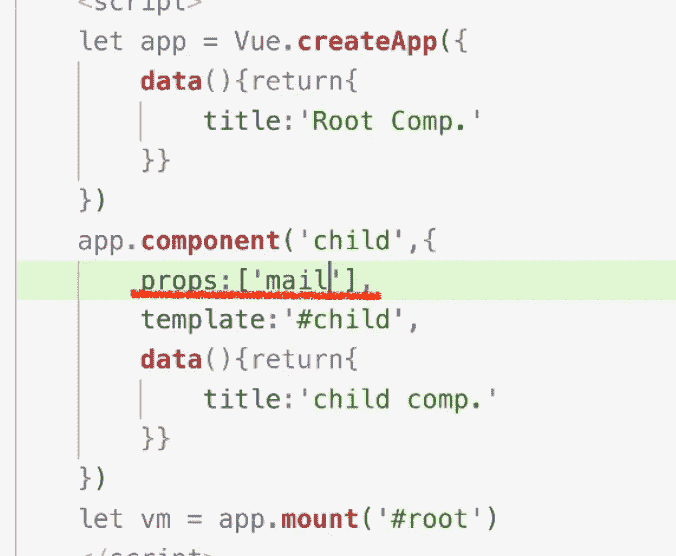 <script>
let app = Vue.createApp({
data(){return{
title:'Root Comp.'
}}
})
app.component('child',{
props:['mail'],
template:'#child',
data(){return{
title:'child comp.'
}}
})
let vm = app.mount('#root')
</script>